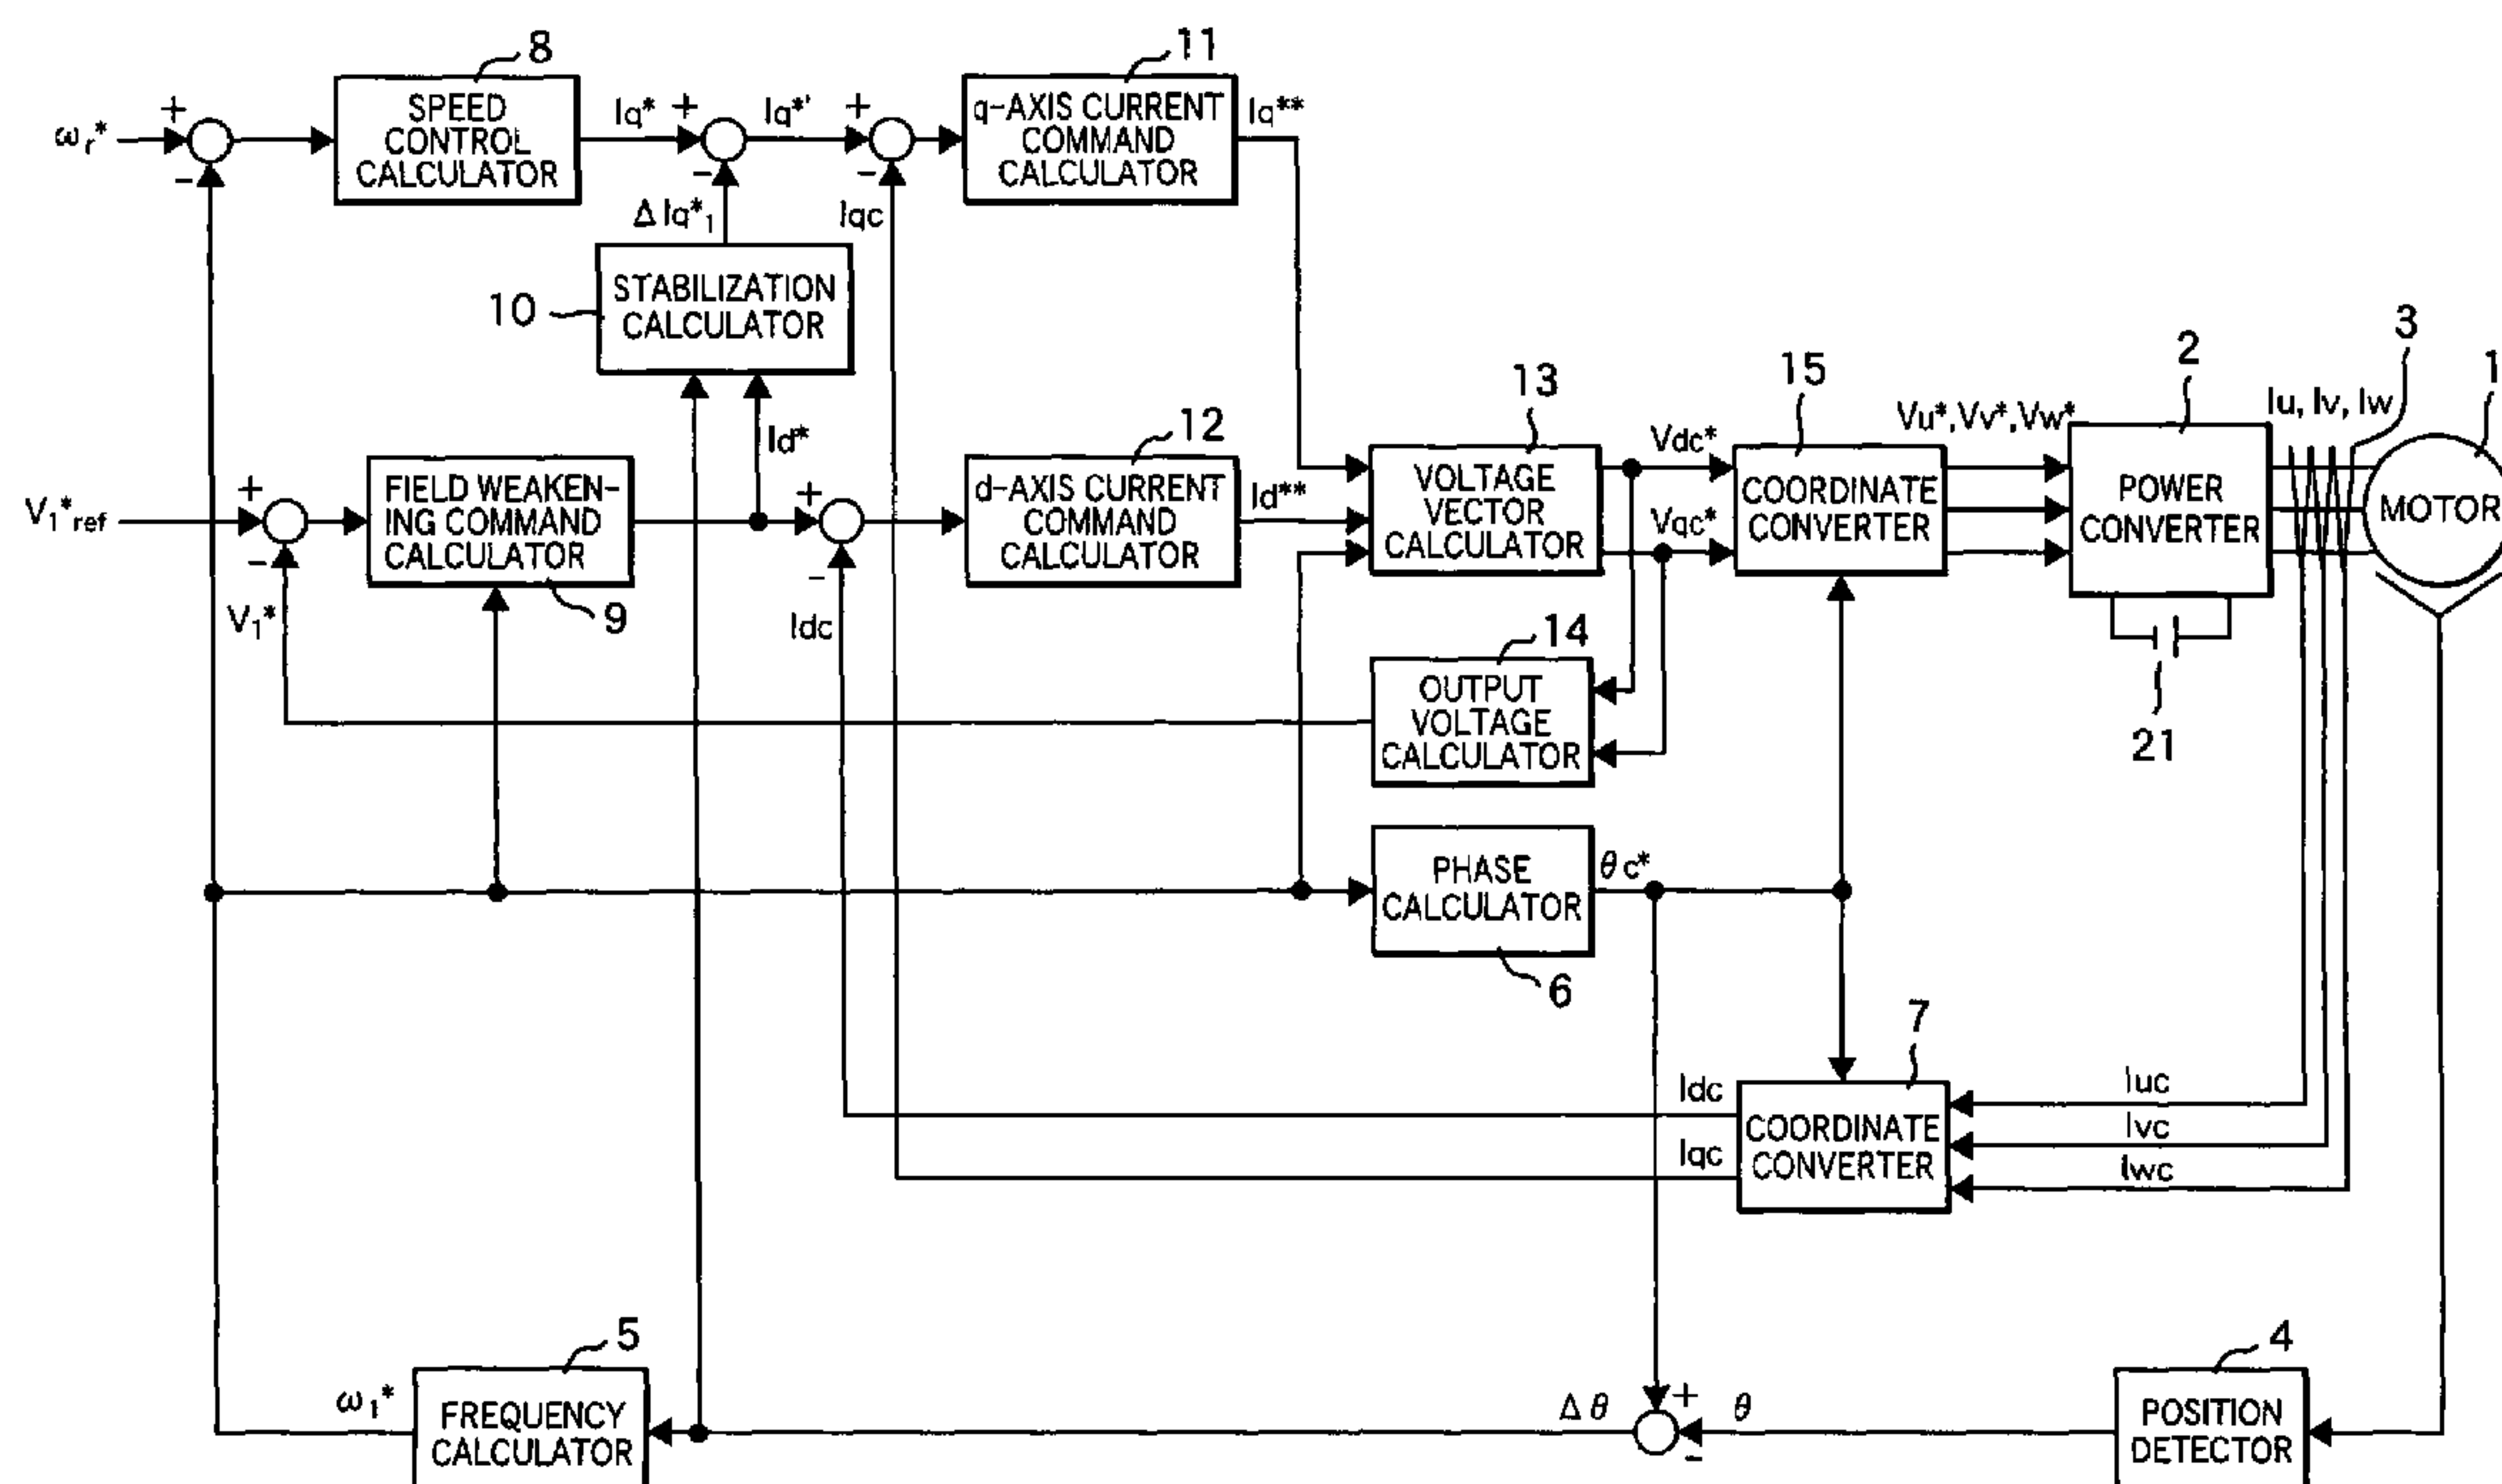 8
11
ωr*
+
-
SPEED
CONTROL
CALCULATOR
Iq*
+
-
Iq*'
+
-
q-AXIS CURRENT
COMMAND
CALCULATOR
Iq**
ΔIq*1
Iqc
10
STABILIZATION
CALCULATOR
Id*
12
13
15
2
3
1
Vu*,Vv*,Vw*
Iu, Iv, Iw
V1*ref
+
-
FIELD WEAKEN-
ING COMMAND
CALCULATOR
9
+
-
d-AXIS CURRENT
COMMAND
CALCULATOR
Id**
VOLTAGE
VECTOR
CALCULATOR
Vdc*
Vqc*
COORDINATE
CONVERTER
POWER
CONVERTER
MOTOR
V1*
Idc
14
OUTPUT
VOLTAGE
CALCULATOR
21
PHASE
CALCULATOR
θc*
6
7
Idc
Iqc
COORDINATE
CONVERTER
Iuc
Ivc
Iwc
5
4
ω1*
FREQUENCY
CALCULATOR
Δθ
+
-
θ
POSITION
DETECTOR